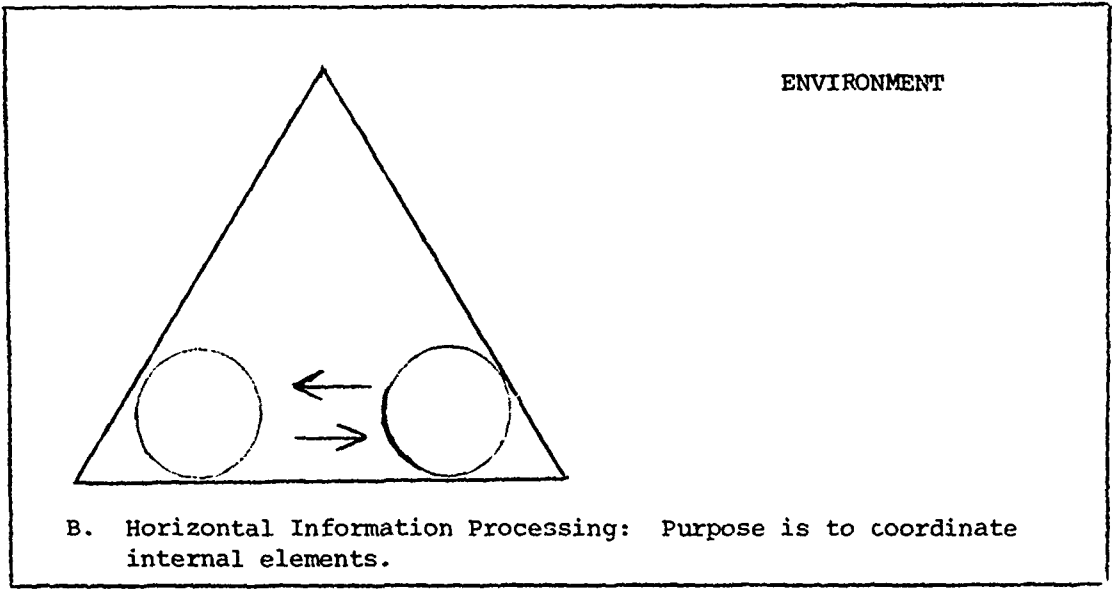 ENVIRONMENT
B. Horizontal Information Processing: Purpose is to coordinate
internal elements.